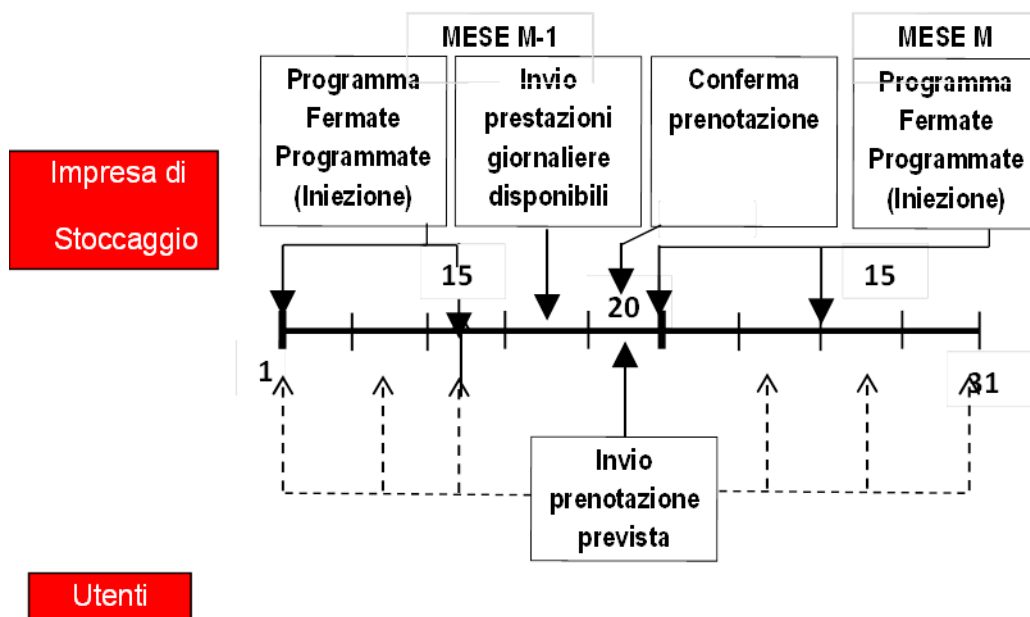 MESE M-1
MESE M
Programma
Fermate
Programmate
(Iniezione)
Invio
prestazioni
giornaliere
disponibili
Conferma
prenotazione
Programma
Fermate
Programmate
(Iniezione)
Impresa di
Stoccaggio
15
20
15
1
31
Invio
prenotazione
prevista
Utenti